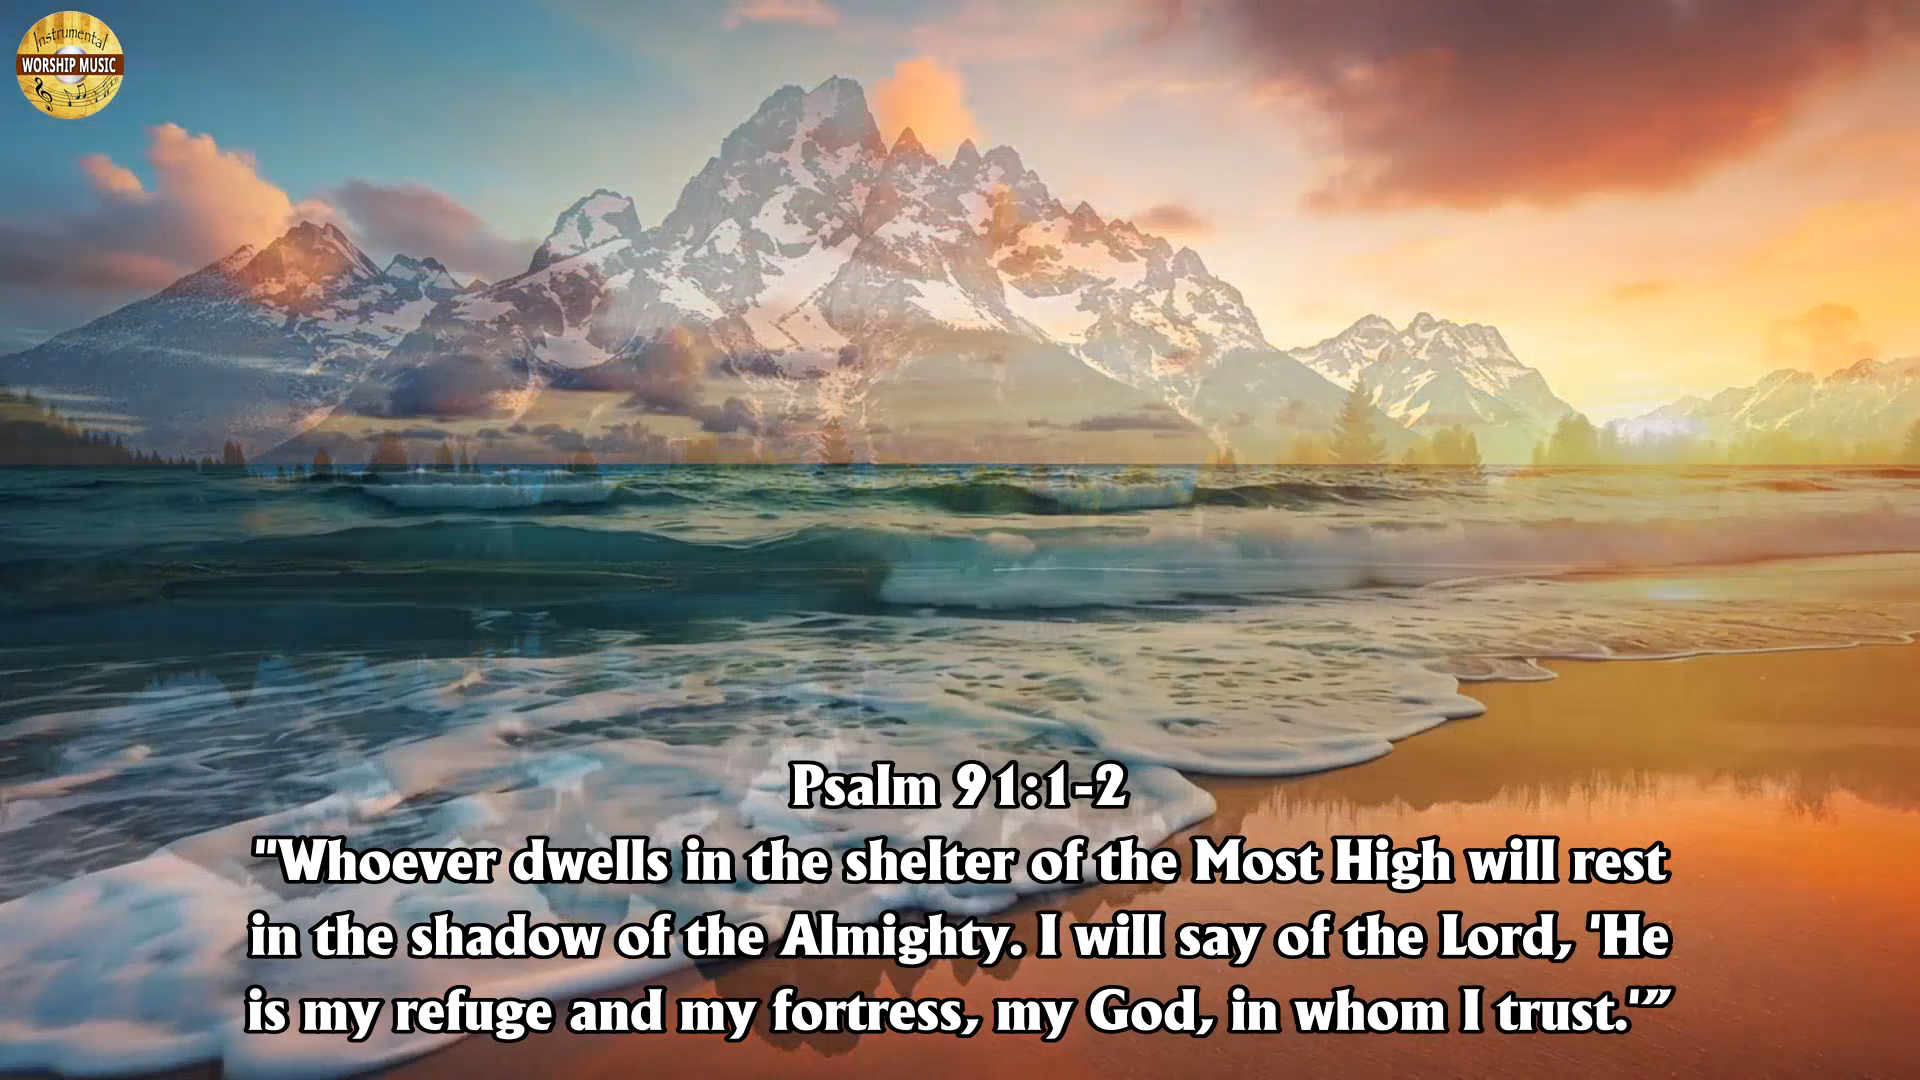 Instrumental
WORSHIP MUSIC
Psalm 91:1-2
"Whoever dwells in the shelter of the Most High will rest
in the shadow of the Almighty. I will say of the Lord, 'He
is my refuge and my fortress, my God, in whom I trust.'”